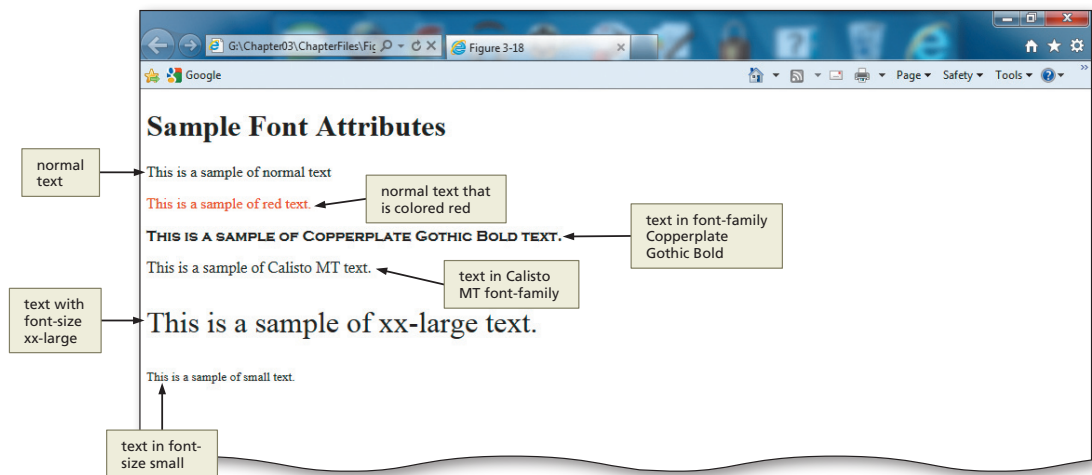 G:\Chapter03\ChapterFiles\Fig
Figure 3-18
Google
Page
Safety
Tools
Sample Font Attributes
normal
text
This is a sample of normal text
This is a sample of red text.
normal text that
is colored red
This is a sample of Copperplate Gothic Bold text.
text in font-family
Copperplate
Gothic Bold
This is a sample of Calisto MT text.
text in Calisto
MT font-family
text with
font-size
xx-large
This is a sample of xx-large text.
This is a sample of small text.
text in font-
size small